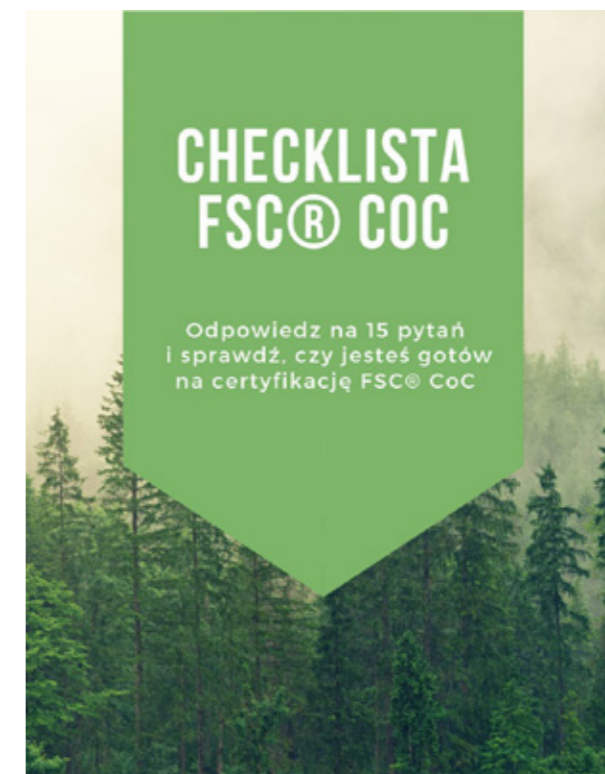 CHECKLISTA
FSC® COC
Odpowiedz na 15 pytań
i sprawdź, czy jesteś gotów
na certyfikację FSC® CoC